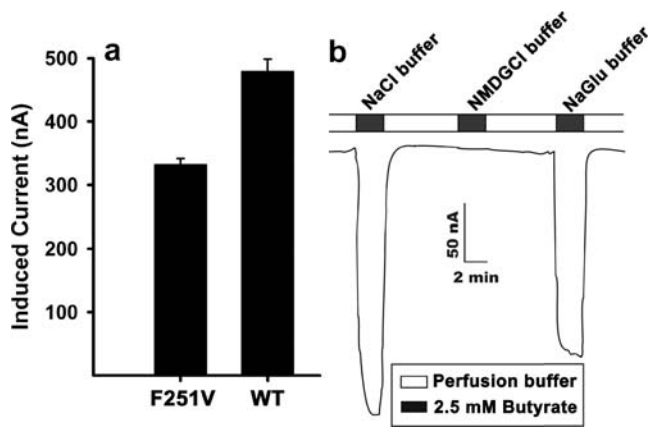 a
Induced Current (nA)
500
400
300
200
100
F251V
WT
b
NaCl buffer
NMDGCl buffer
NaGlu buffer
50 nA
2 min
Perfusion buffer
2.5 mM Butyrate